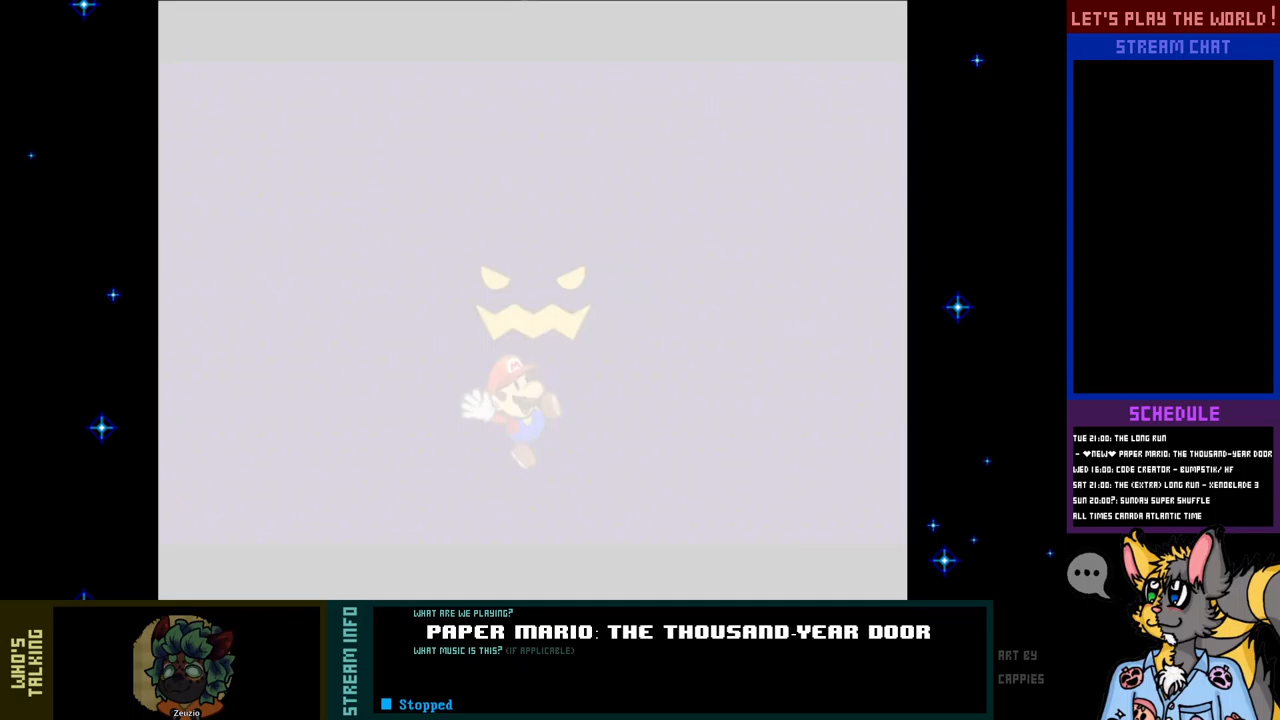 LET'S PLAY THE WORLD!
STREAM CHAT
SCHEDULE
TUE 21:00: THE LONG RUN
- ♥NEW♥ PAPER MARIO: THE THOUSAND-YEAR DOOR
WED 16:00: CODE CREATOR - BUMPSTIK/ HF
SAT 21:00: THE (EXTRA) LONG RUN - XENOBLADE 3
SUN 20:00?: SUNDAY SUPER SHUFFLE
ALL TIMES CANADA ATLANTIC TIME
WHO'S TALKING
Zeuzio
STREAM INFO
WHAT ARE WE PLAYING?
PAPER MARIO: THE THOUSAND-YEAR DOOR
WHAT MUSIC IS THIS? (IF APPLICABLE)
Stopped
ART BY
CAPPIES